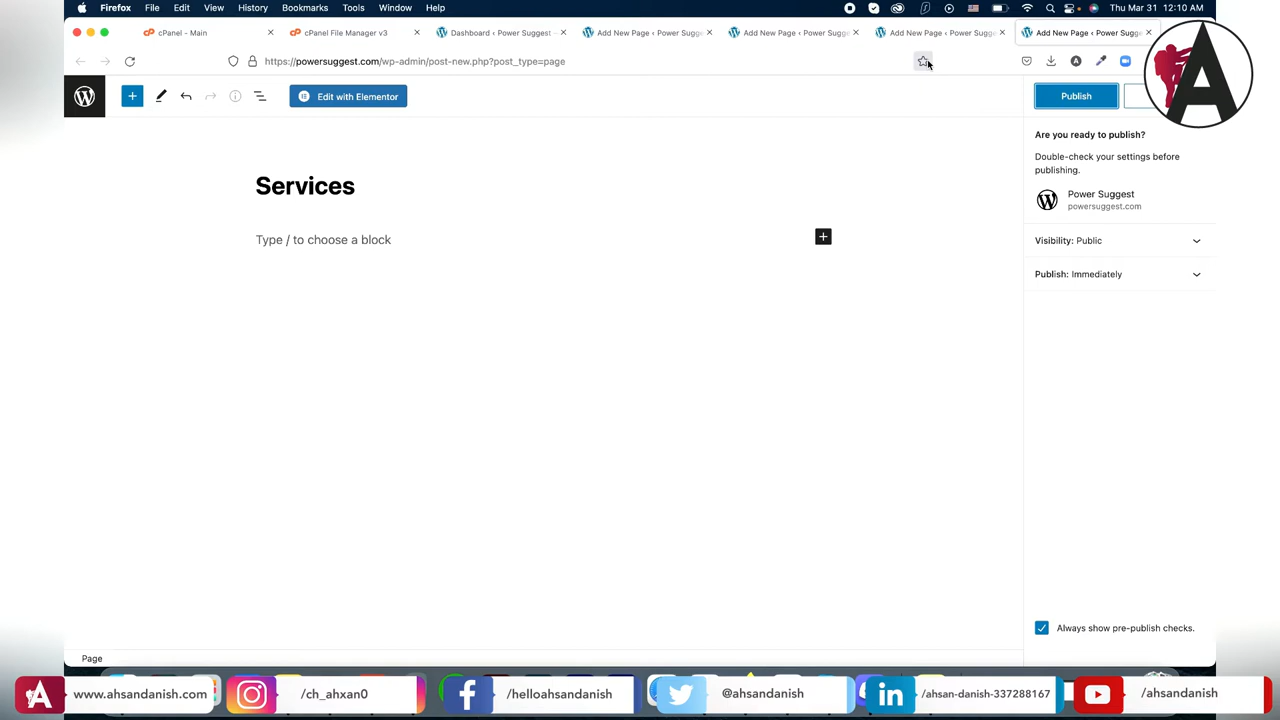 Firefox File Edit View History Bookmarks Tools Window Help Thu Mar 31 12:10 AM
cPanel - Main
cPanel File Manager v3
Dashboard ‹ Power Suggest
Add New Page ‹ Power Sugge
Add New Page ‹ Power Sugge
Add New Page ‹ Power Sugge
Add New Page ‹ Power Sugge
https://powersuggest.com/wp-admin/post-new.php?post_type=page
Edit with Elementor
Publish
Are you ready to publish?
Double-check your settings before
publishing.
Power Suggest
powersuggest.com
Visibility: Public
Publish: Immediately
Services
Type / to choose a block
Always show pre-publish checks.
Page
www.ahsandanish.com
/ch_ahxan0
/helloahsandanish
@ahsandanish
/ahsan-danish-337288167
/ahsandanish